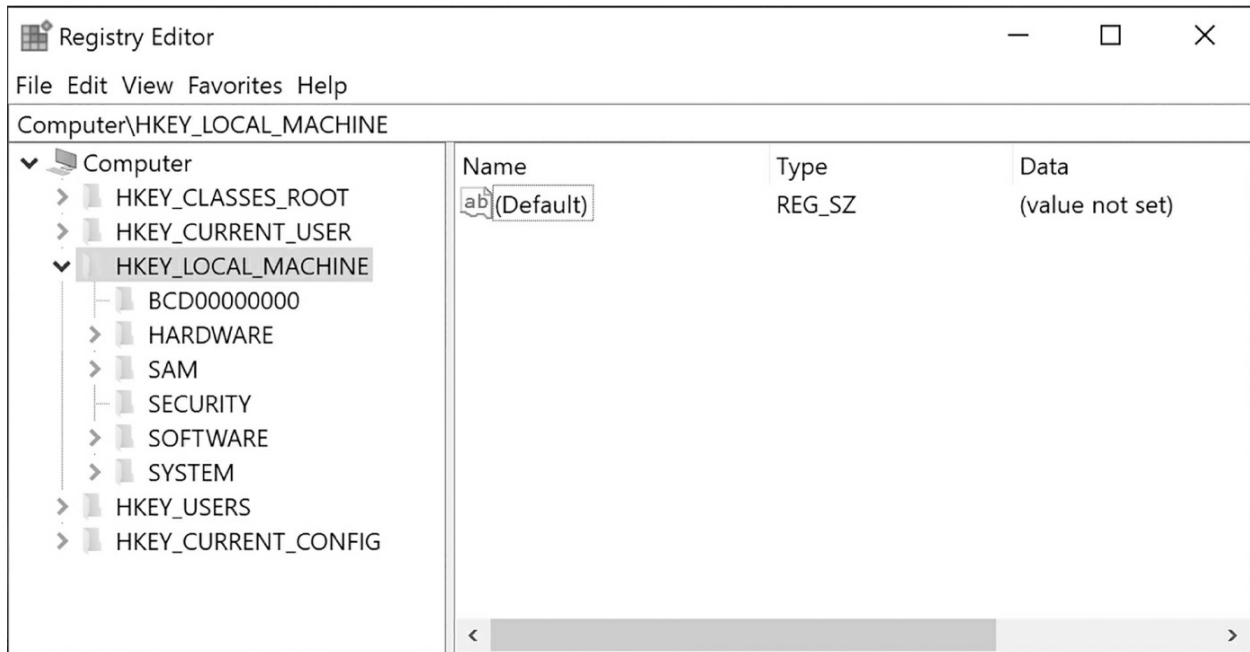 Registry Editor
File Edit View Favorites Help
Computer\HKEY_LOCAL_MACHINE
Computer
HKEY_CLASSES_ROOT
HKEY_CURRENT_USER
HKEY_LOCAL_MACHINE
BCD00000000
HARDWARE
SAM
SECURITY
SOFTWARE
SYSTEM
HKEY_USERS
HKEY_CURRENT_CONFIG
Name Type Data
ab (Default) REG_SZ (value not set)